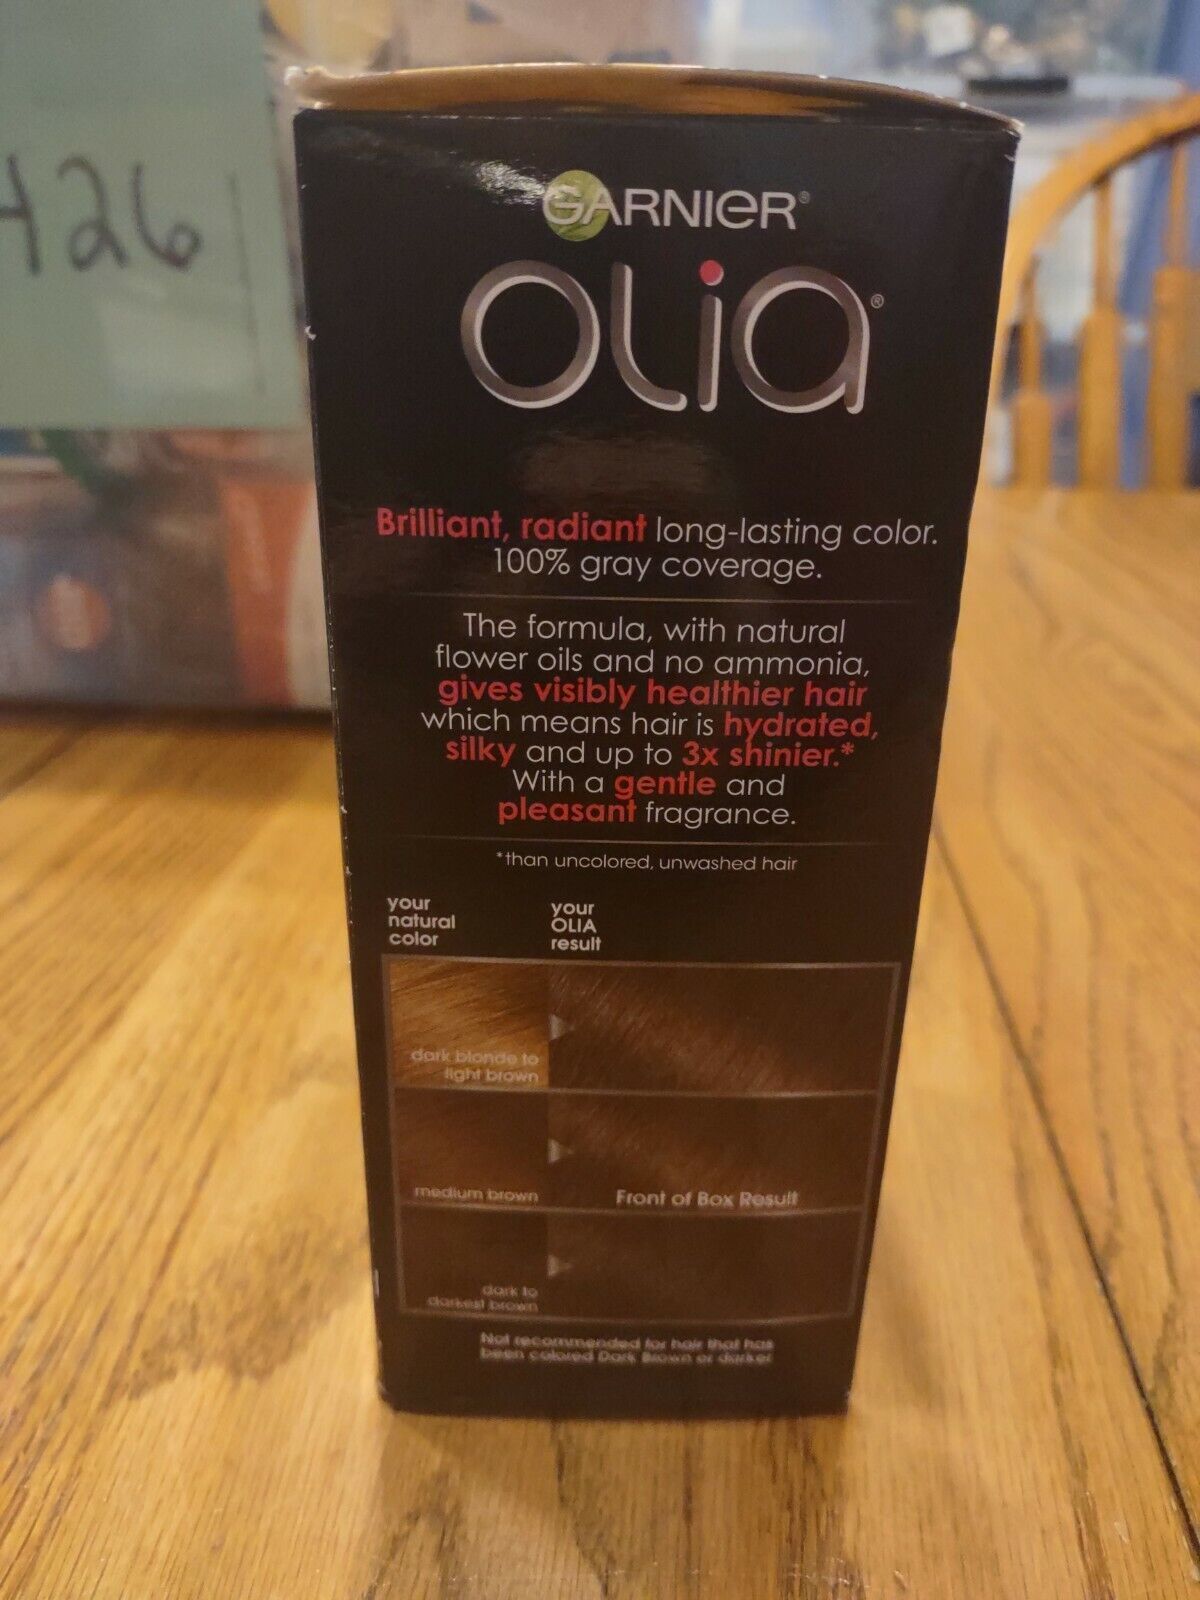 426
GARNIER®
OLiA®
Brilliant, radiant long-lasting color.
100% gray coverage.
The formula, with natural
flower oils and no ammonia,
gives visibly healthier hair
which means hair is hydrated,
silky and up to 3x shinier.*
With a gentle and
pleasant fragrance.
*than uncolored, unwashed hair
your
natural
color
your
OLIA
result
dark blonde to
light brown
medium brown
Front of Box Result
dark to
darkest brown
Not recommended for hair that has
been colored Dark Brown or darker